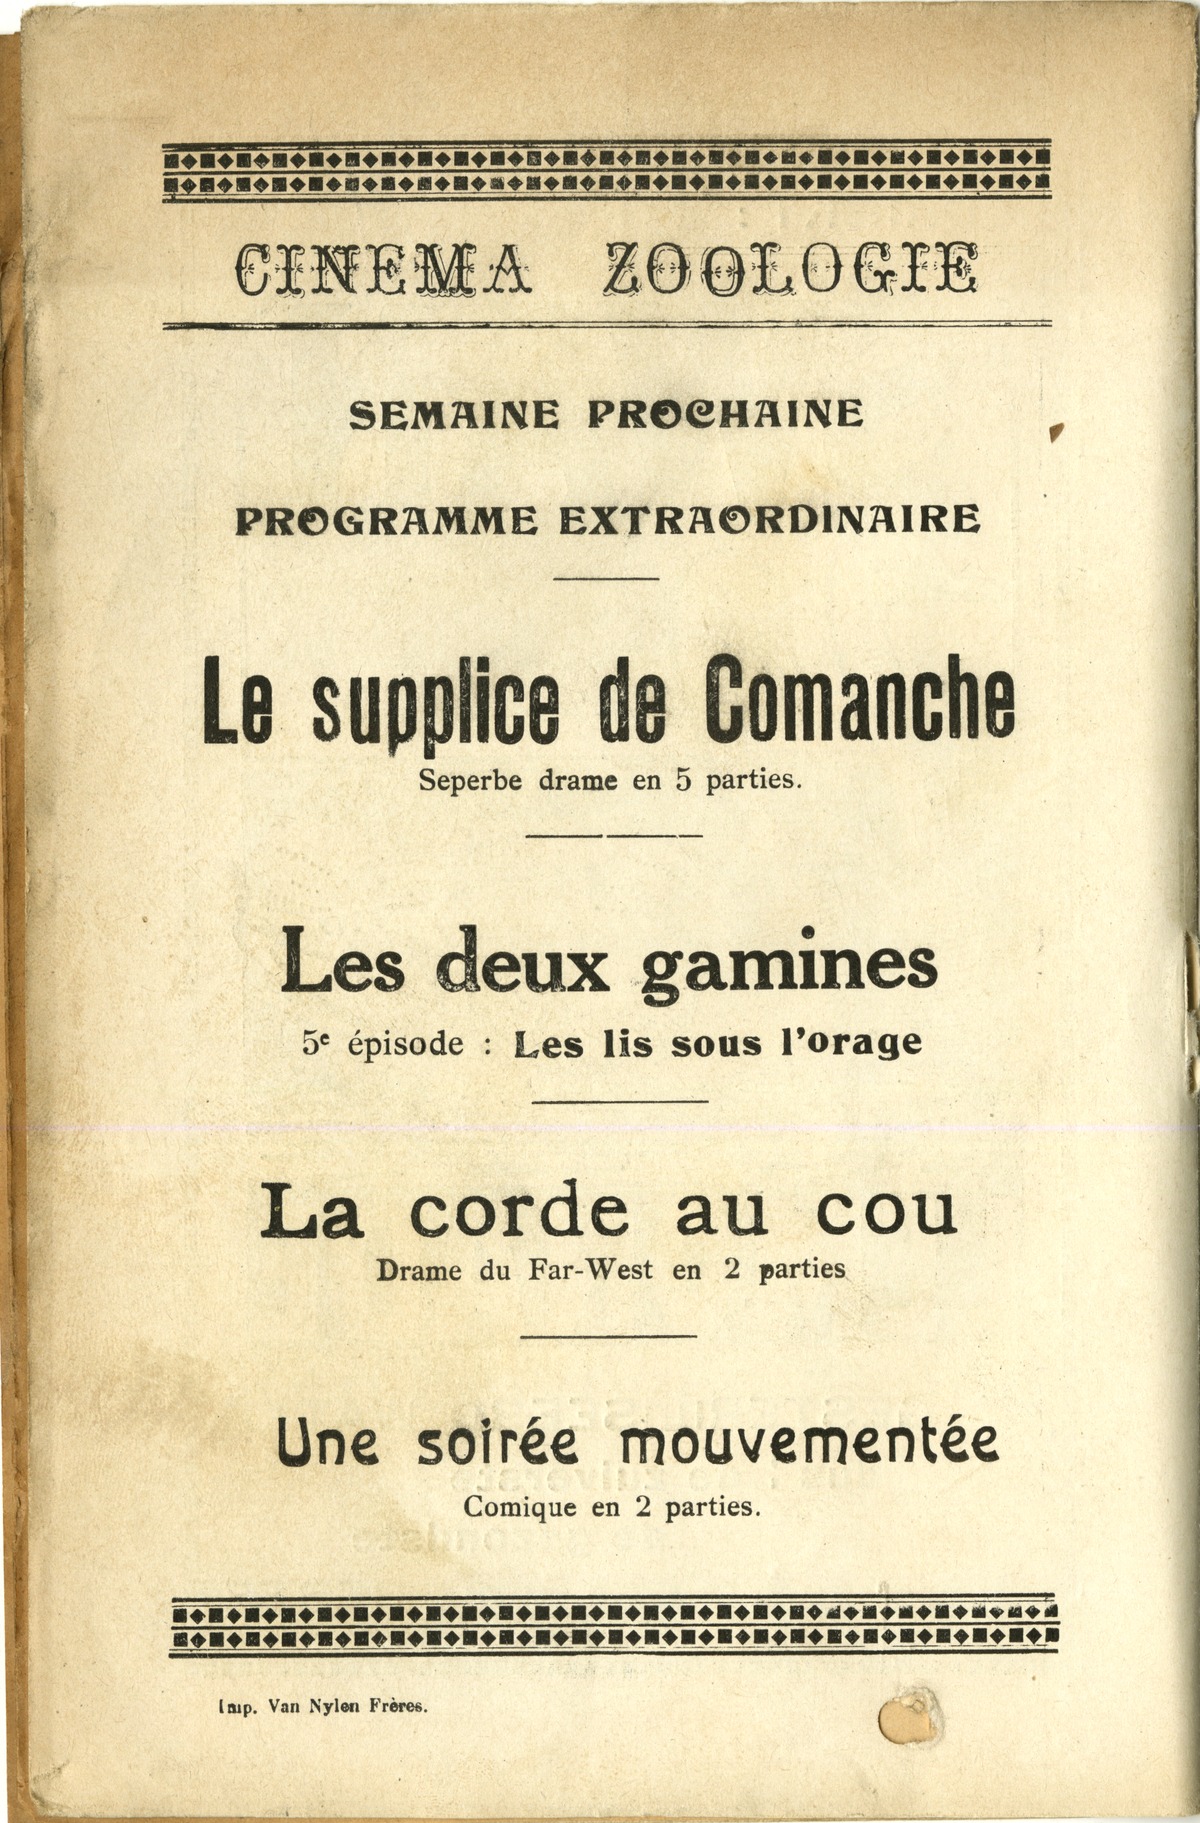 CINEMA ZOOLOGIE
SEMAINE PROCHAINE
PROGRAMME EXTRAORDINAIRE
Le supplice de Comanche
Seperbe drame en 5 parties.
Les deux gamines
5e épisode : Les lis sous l'orage
La corde au cou
Drame du Far-West en 2 parties
Une soirée mouvementée
Comique en 2 parties.
Imp. Van Nylen Frères.